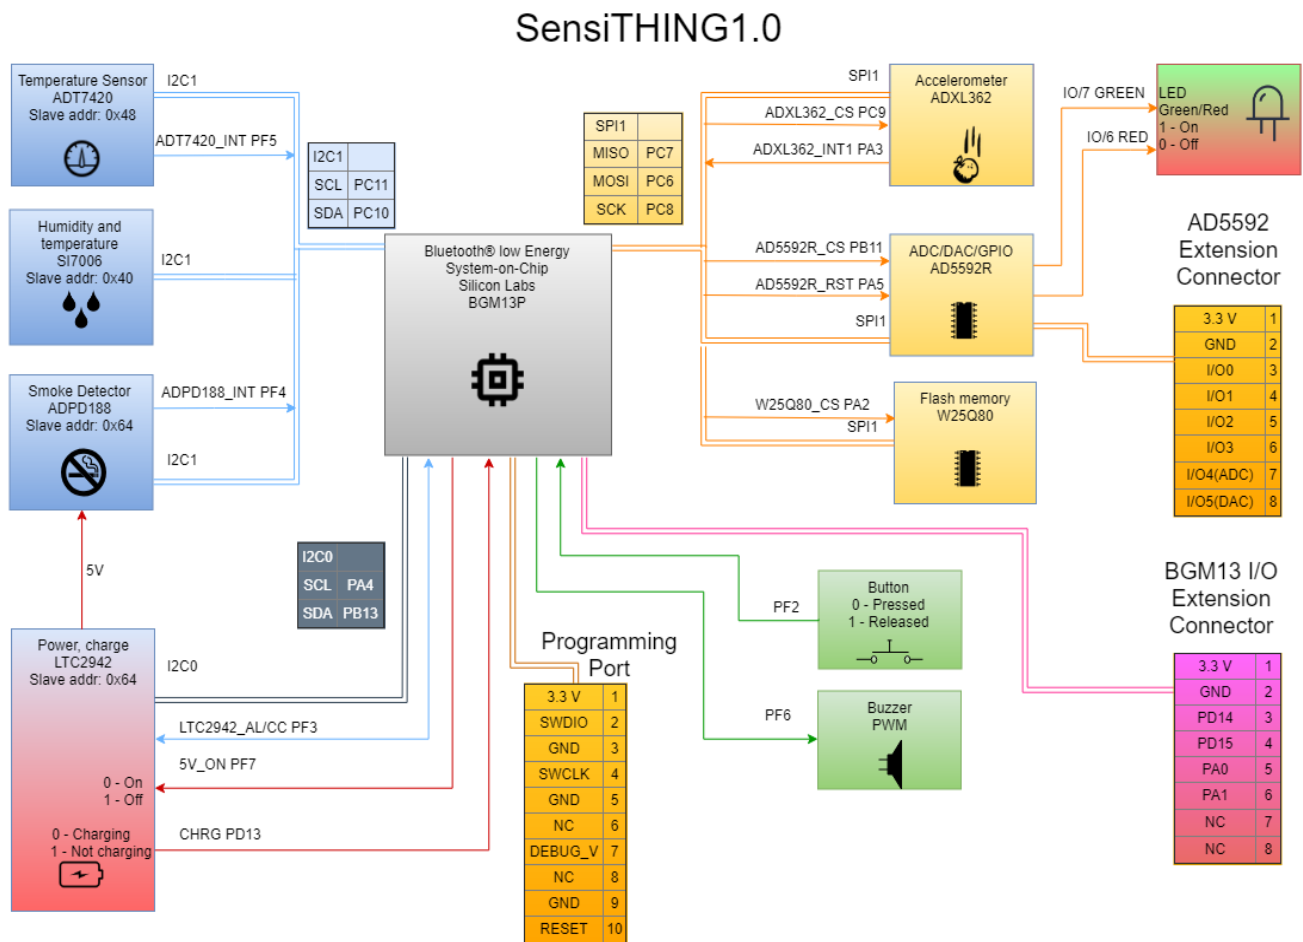 SensiTHING1.0
Temperature Sensor
ADT7420
Slave addr: 0x48
I2C1
ADT7420_INT PF5
Humidity and
temperature
SI7006
Slave addr: 0x40
I2C1
Smoke Detector
ADPD188
Slave addr: 0x64
ADPD188_INT PF4
I2C1
5V
Power, charge
LTC2942
Slave addr: 0x64
0 - On
1 - Off
0 - Charging
1 - Not charging
I2C0
LTC2942_AL/CC PF3
5V_ON PF7
CHRG PD13
I2C1
SCL PC11
SDA PC10
Bluetooth® low Energy
System-on-Chip
Silicon Labs
BGM13P
I2C0
SCL PA4
SDA PB13
SPI1
MISO PC7
MOSI PC6
SCK PC8
SPI1
ADXL362_CS PC9
ADXL362_INT1 PA3
Accelerometer
ADXL362
AD5592R_CS PB11
AD5592R_RST PA5
SPI1
ADC/DAC/GPIO
AD5592R
W25Q80_CS PA2
SPI1
Flash memory
W25Q80
IO/7 GREEN
IO/6 RED
LED
Green/Red
1 - On
0 - Off
AD5592
Extension
Connector
3.3 V 1
GND 2
I/O0 3
I/O1 4
I/O2 5
I/O3 6
I/O4(ADC) 7
I/O5(DAC) 8
Programming
Port
3.3 V 1
SWDIO 2
GND 3
SWCLK 4
GND 5
NC 6
DEBUG_V 7
NC 8
GND 9
RESET 10
PF2
Button
0 - Pressed
1 - Released
PF6
Buzzer
PWM
BGM13 I/O
Extension
Connector
3.3 V 1
GND 2
PD14 3
PD15 4
PA0 5
PA1 6
NC 7
NC 8